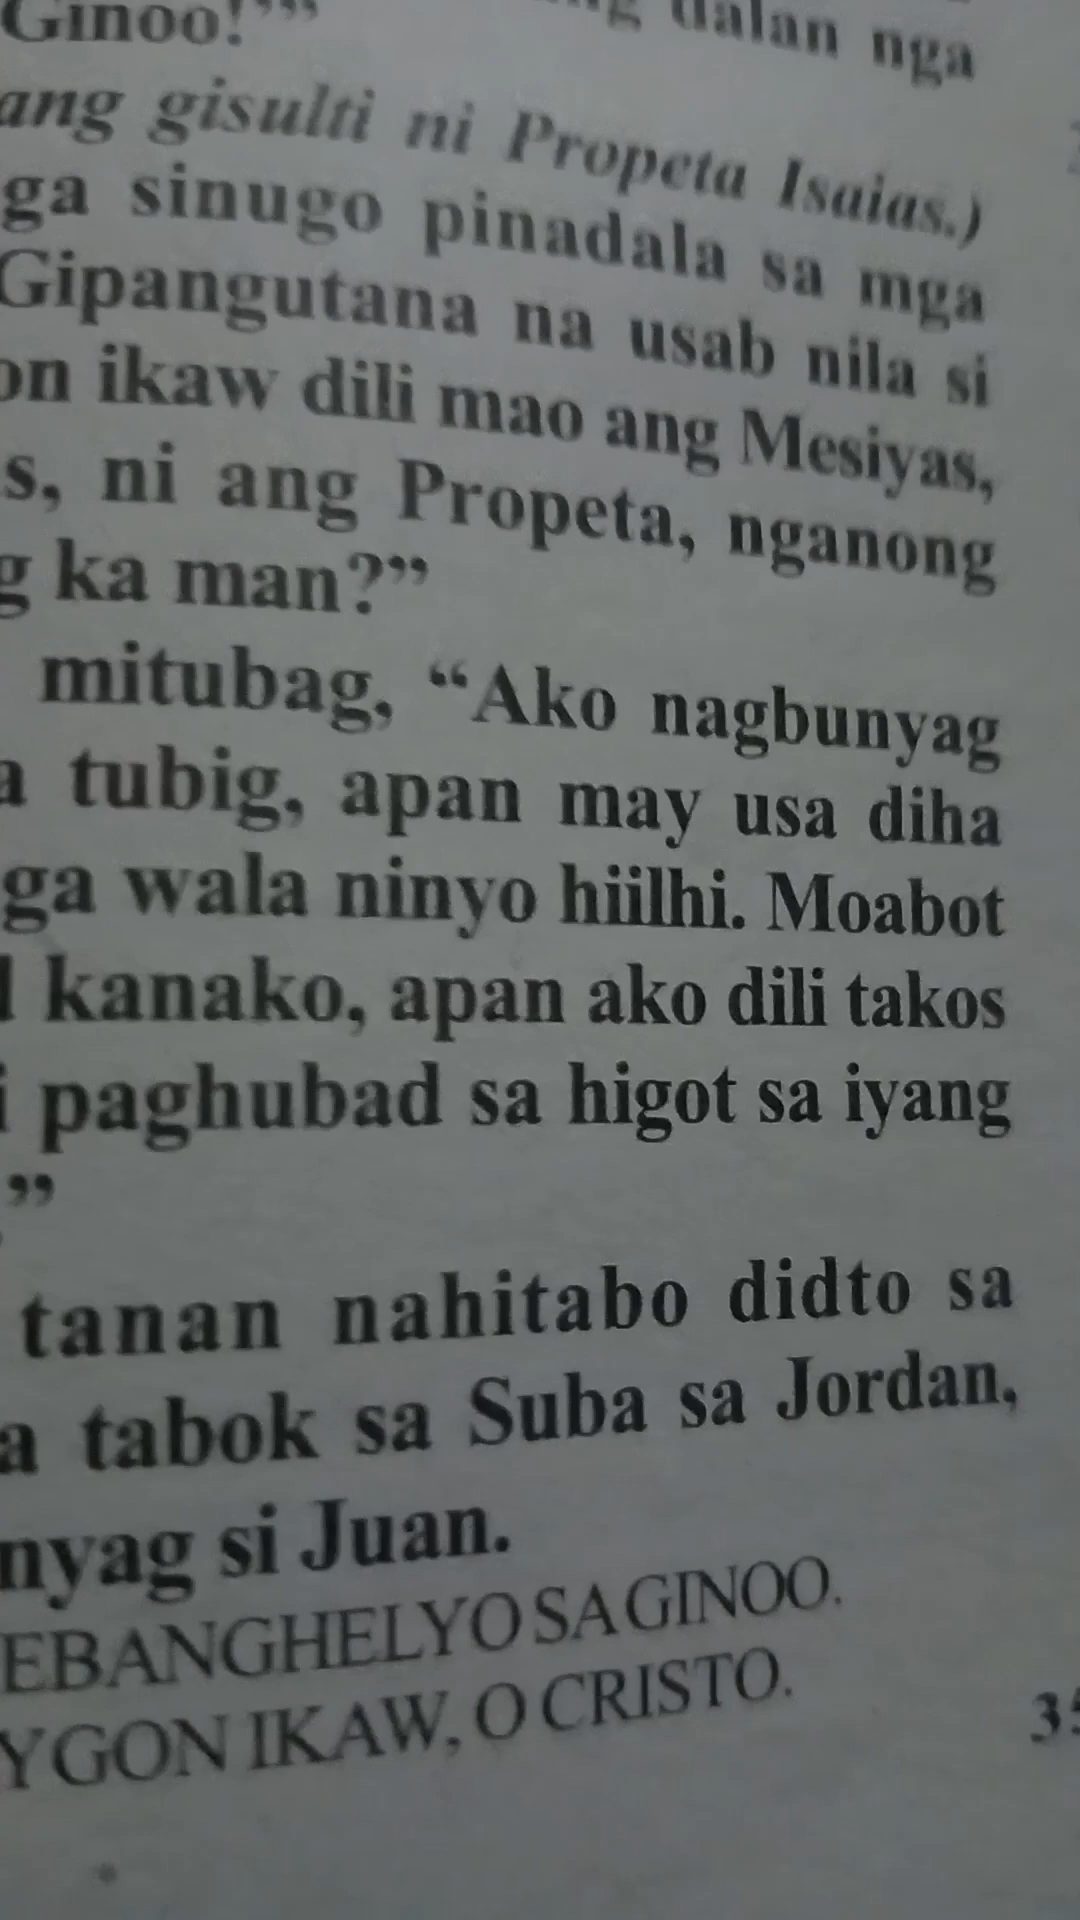 Ginoo!’”” dalan nga
ang gisulti ni Propeta Isaias.)
ga sinugo pinadala sa mga
Gipangutana na usab nila si
on ikaw dili mao ang Mesiyas,
s, ni ang Propeta, nganong
g ka man?”
mitubag, “Ako nagbunyag
a tubig, apan may usa diha
ga wala ninyo hiilhi. Moabot
kanako, apan ako dili takos
i paghubad sa higot sa iyang
”
tanan nahitabo didto sa
a tabok sa Suba sa Jordan,
nyag si Juan.
EBANGHELYO SA GINOO.
YGON IKAW, O CRISTO.